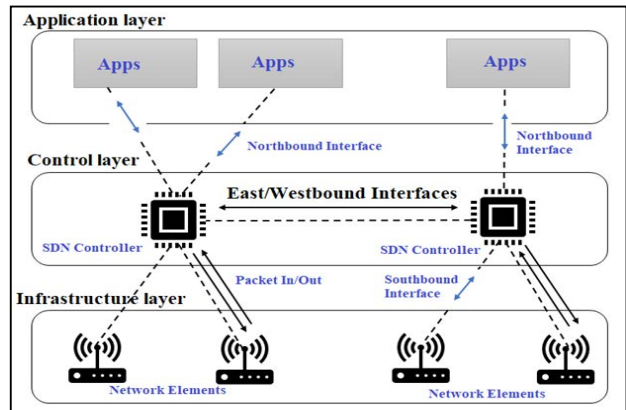 Application layer
Apps
Apps
Apps
Northbound Interface
Northbound
Interface
Control layer
East/Westbound Interfaces
SDN Controller
SDN Controller
Packet In/Out
Southbound
Interface
Infrastructure layer
Network Elements
Network Elements